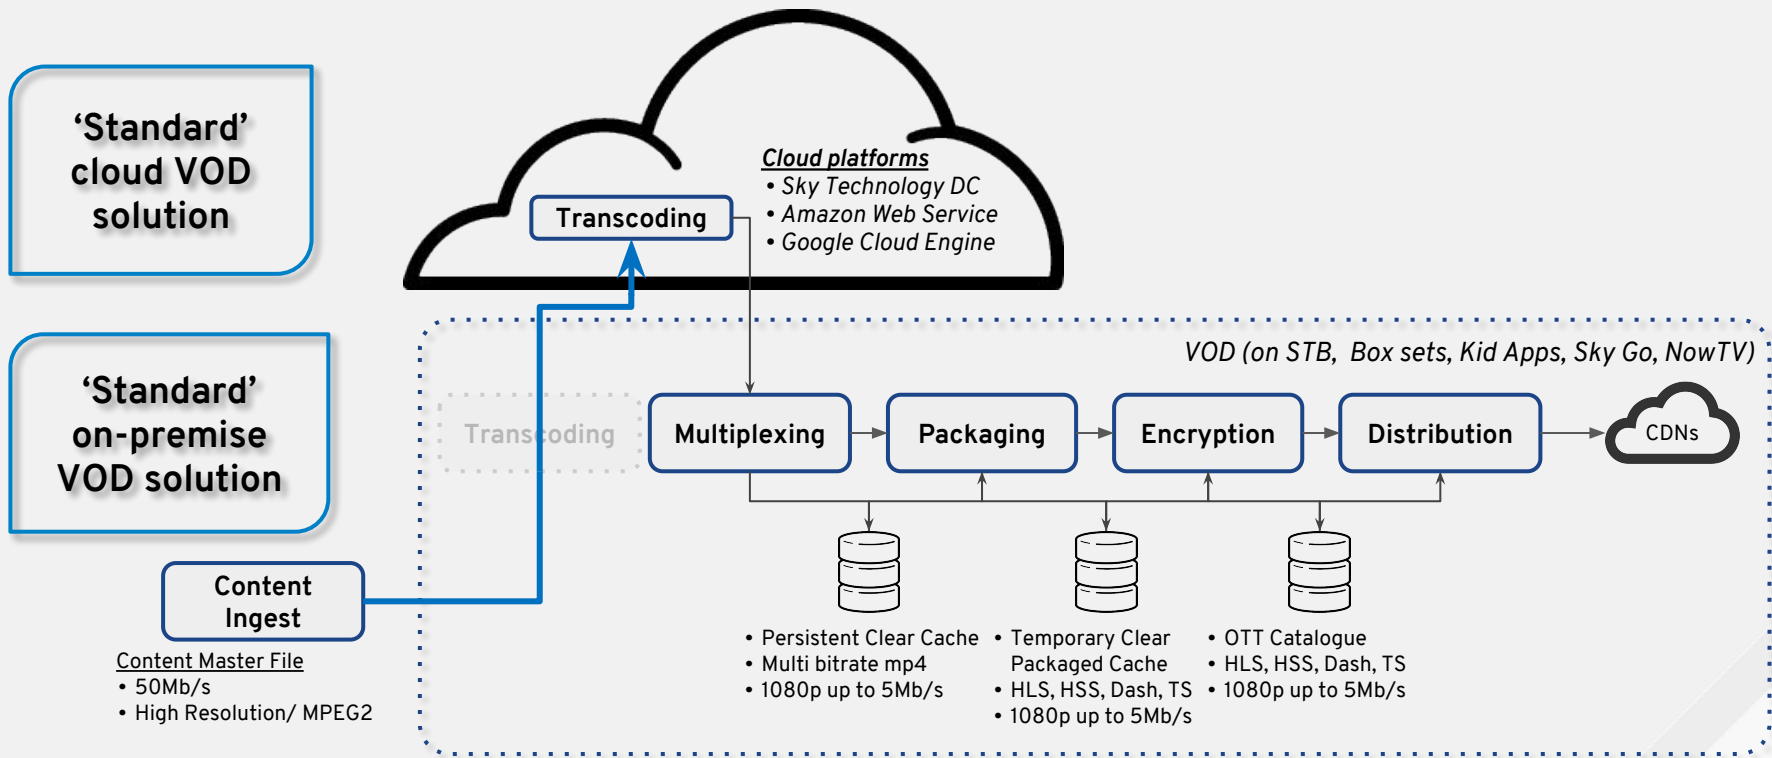 ‘Standard’
cloud VOD
solution
Cloud platforms
• Sky Technology DC
• Amazon Web Service
• Google Cloud Engine
Transcoding
‘Standard’
on-premise
VOD solution
VOD (on STB, Box sets, Kid Apps, Sky Go, NowTV)
Transcoding
Multiplexing
Packaging
Encryption
Distribution
CDNs
Content
Ingest
Content Master File
• 50Mb/s
• High Resolution/ MPEG2
• Persistent Clear Cache
• Multi bitrate mp4
• 1080p up to 5Mb/s
• Temporary Clear
Packaged Cache
• HLS, HSS, Dash, TS
• 1080p up to 5Mb/s
• OTT Catalogue
• HLS, HSS, Dash, TS
• 1080p up to 5Mb/s